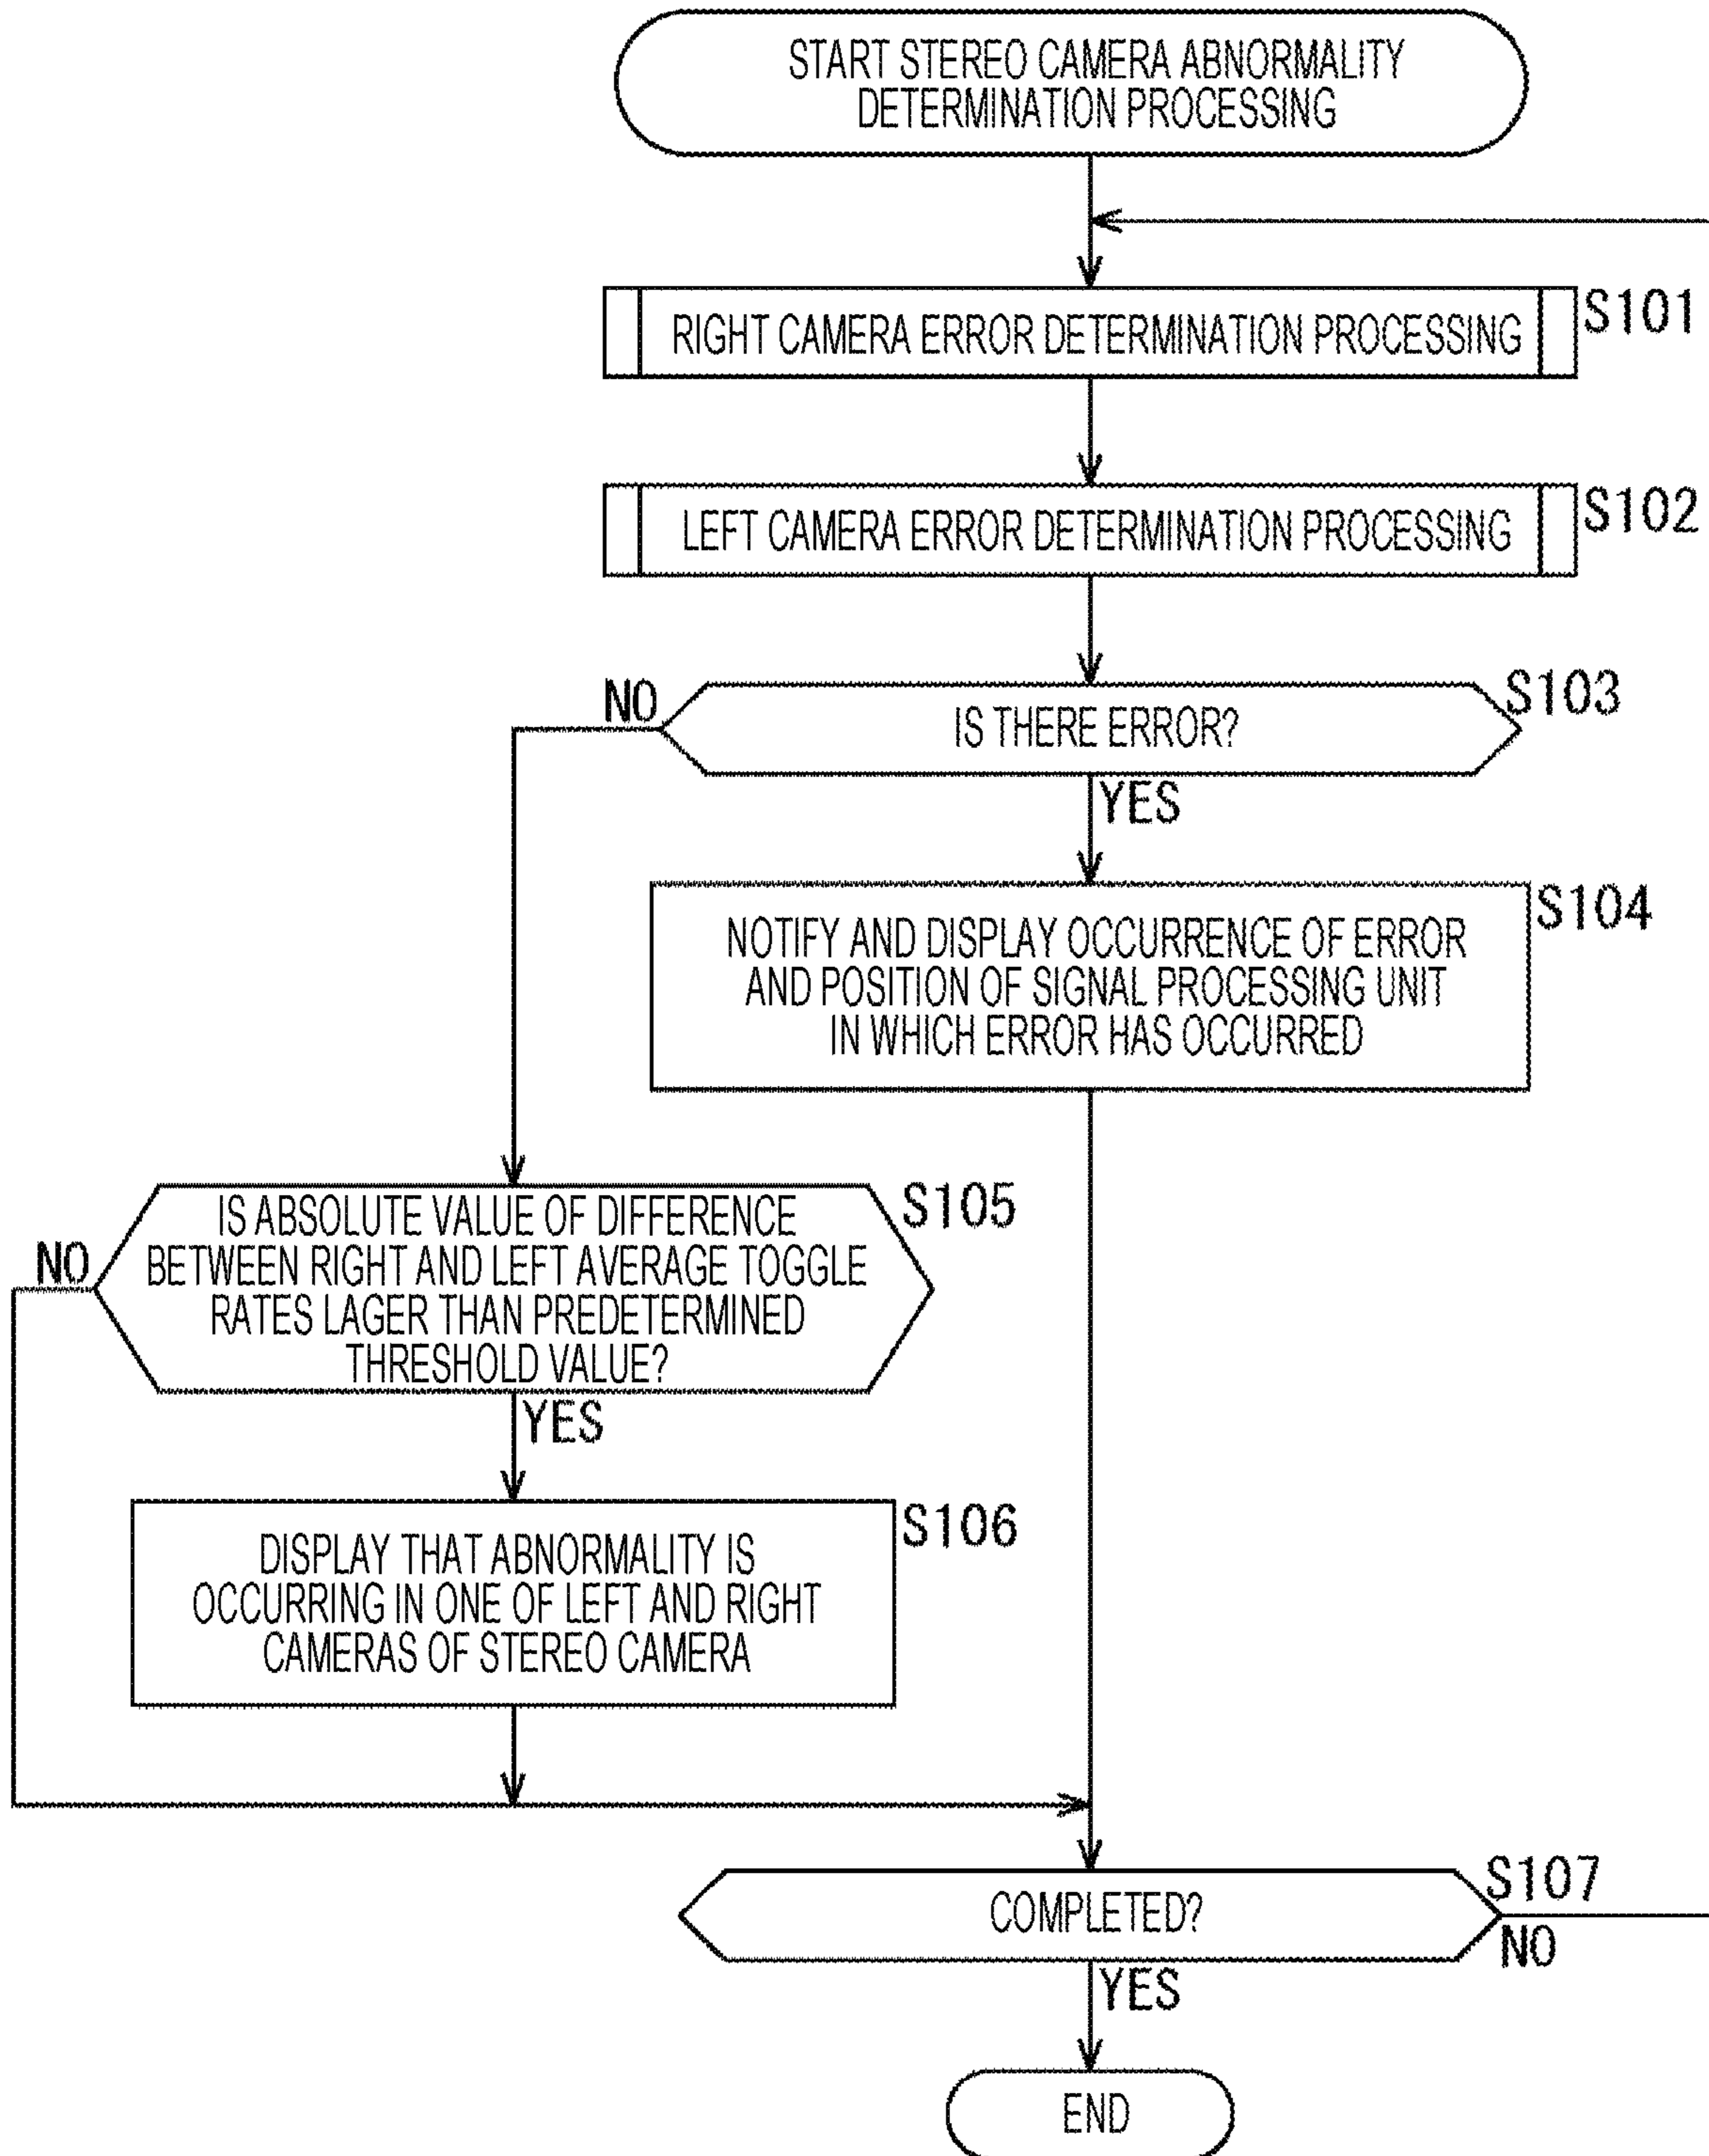 START STEREO CAMERA ABNORMALITY
DETERMINATION PROCESSING
RIGHT CAMERA ERROR DETERMINATION PROCESSING
S101
LEFT CAMERA ERROR DETERMINATION PROCESSING
S102
NO
IS THERE ERROR?
S103
YES
NOTIFY AND DISPLAY OCCURRENCE OF ERROR
AND POSITION OF SIGNAL PROCESSING UNIT
IN WHICH ERROR HAS OCCURRED
S104
NO
IS ABSOLUTE VALUE OF DIFFERENCE
BETWEEN RIGHT AND LEFT AVERAGE TOGGLE
RATES LAGER THAN PREDETERMINED
THRESHOLD VALUE?
S105
YES
DISPLAY THAT ABNORMALITY IS
OCCURRING IN ONE OF LEFT AND RIGHT
CAMERAS OF STEREO CAMERA
S106
COMPLETED?
S107
NO
YES
END